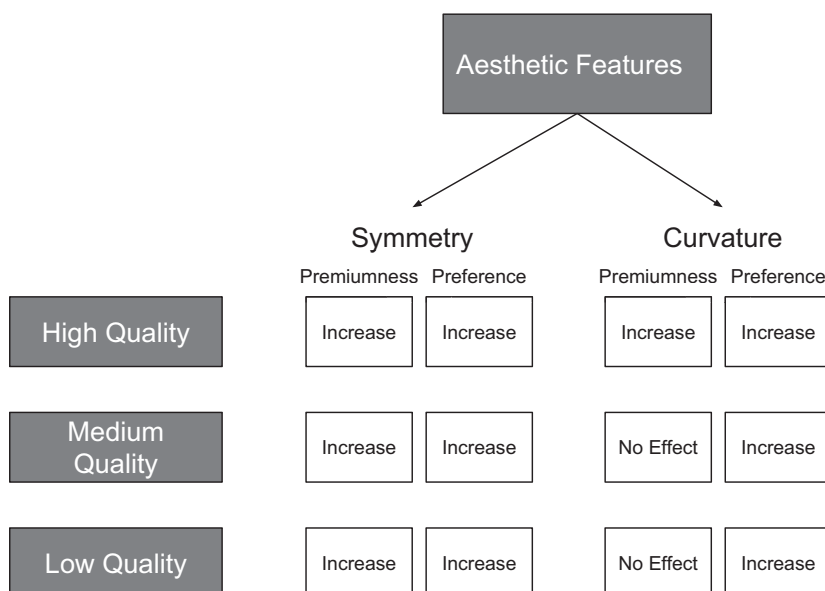 Aesthetic Features
Symmetry Curvature
Premiumness Preference Premiumness Preference
High Quality Increase Increase Increase Increase
Medium
Quality Increase Increase No Effect Increase
Low Quality Increase Increase No Effect Increase